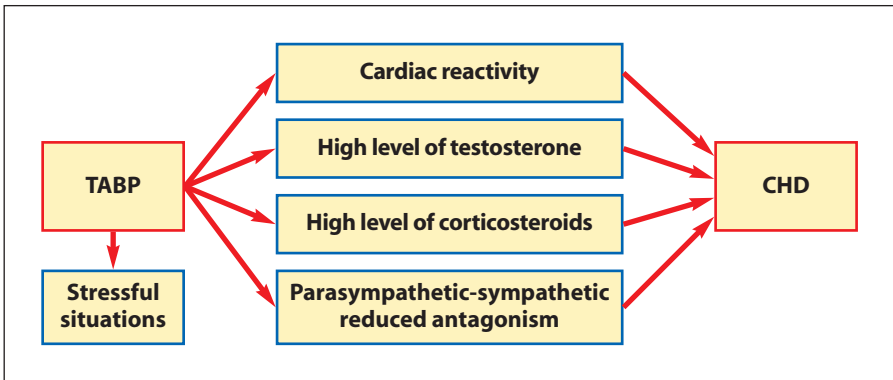 Cardiac reactivity
High level of testosterone
TABP
CHD
High level of corticosteroids
Stressful
situations
Parasympathetic-sympathetic
reduced antagonism